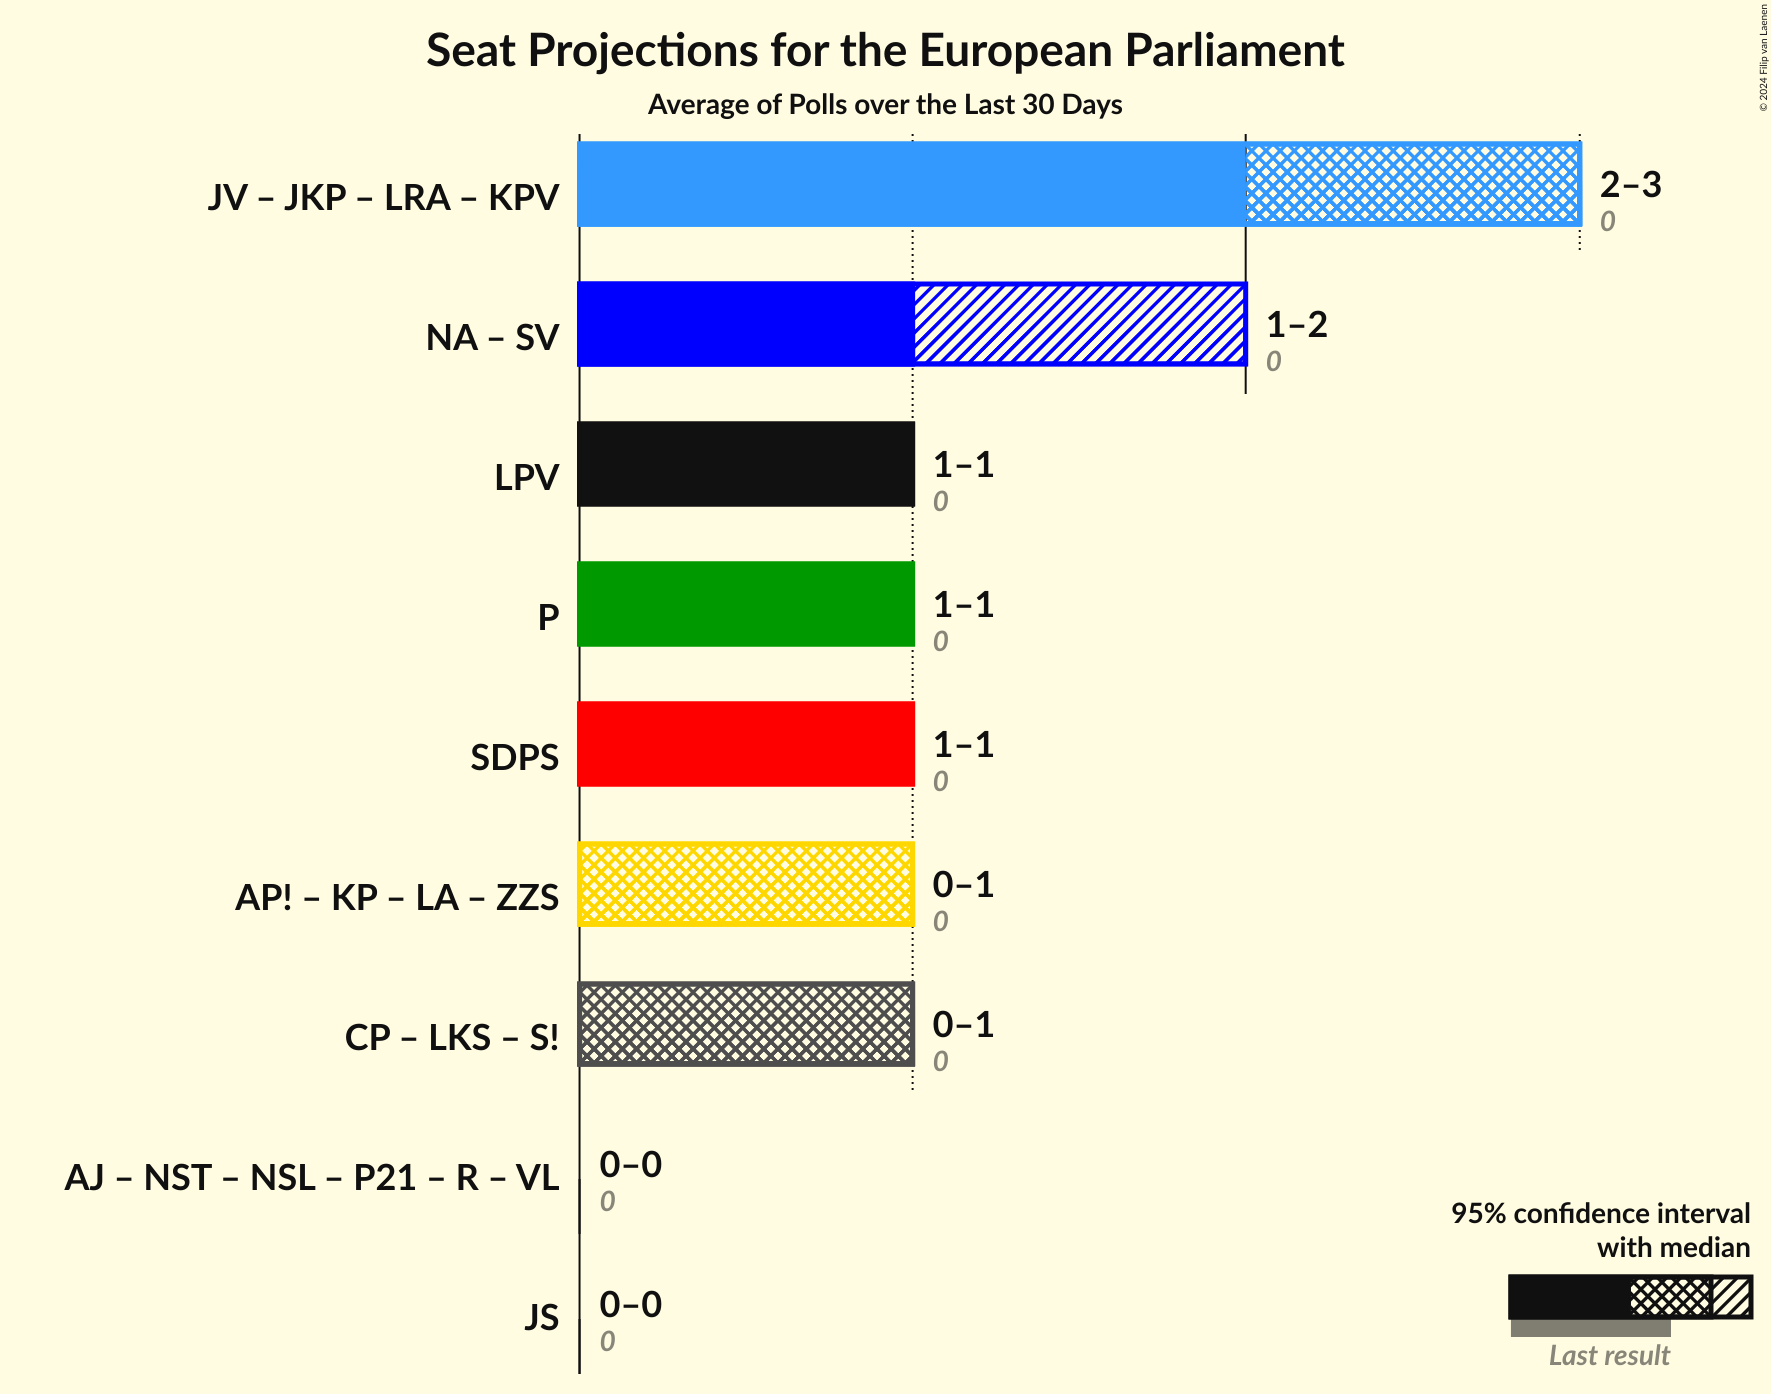 Seat Projections for the European Parliament
Average of Polls over the Last 30 Days
© 2024 Filip van Laenen
JV – JKP – LRA – KPV
2–3
0
NA – SV
1–2
0
LPV
1–1
0
P
1–1
0
SDPS
1–1
0
AP! – KP – LA – ZZS
0–1
0
CP – LKS – S!
0–1
0
AJ – NST – NSL – P21 – R – VL
0–0
0
JS
0–0
0
95% confidence interval
with median
Last result